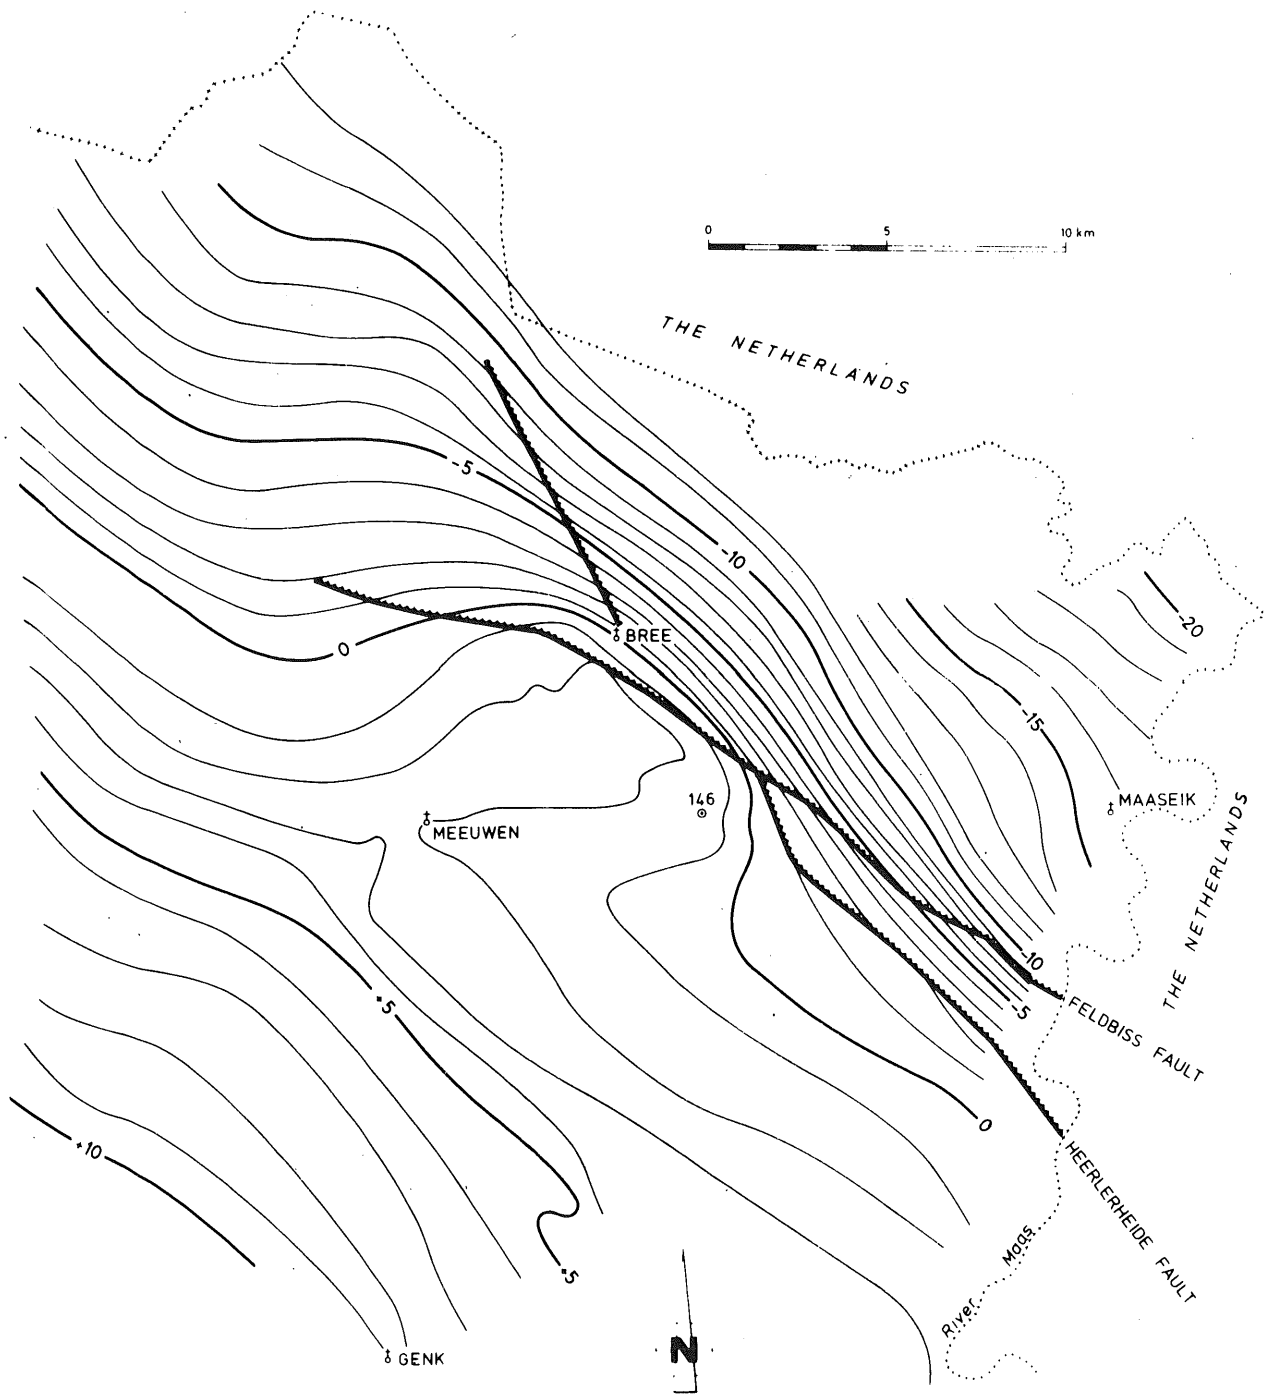 0 5 10 km
THE NETHERLANDS
-5
-10
-20
BREE
0
-15
146
MAASEIK
MEEUWEN
THE NETHERLANDS
-10
+5
-5
FELDBISS FAULT
0
+10
HEERLERHEIDE FAULT
River Maas
+5
N
GENK